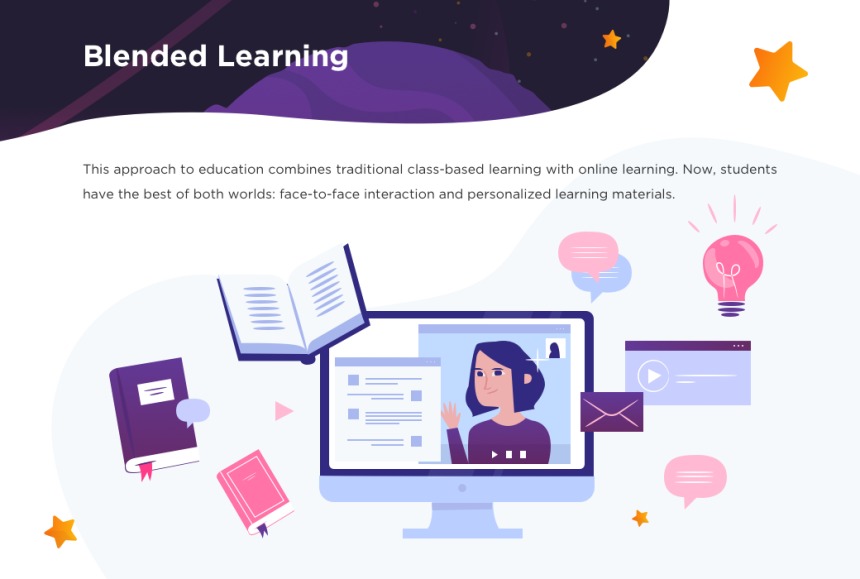 Blended Learning
This approach to education combines traditional class-based learning with online learning. Now, students
have the best of both worlds: face-to-face interaction and personalized learning materials.